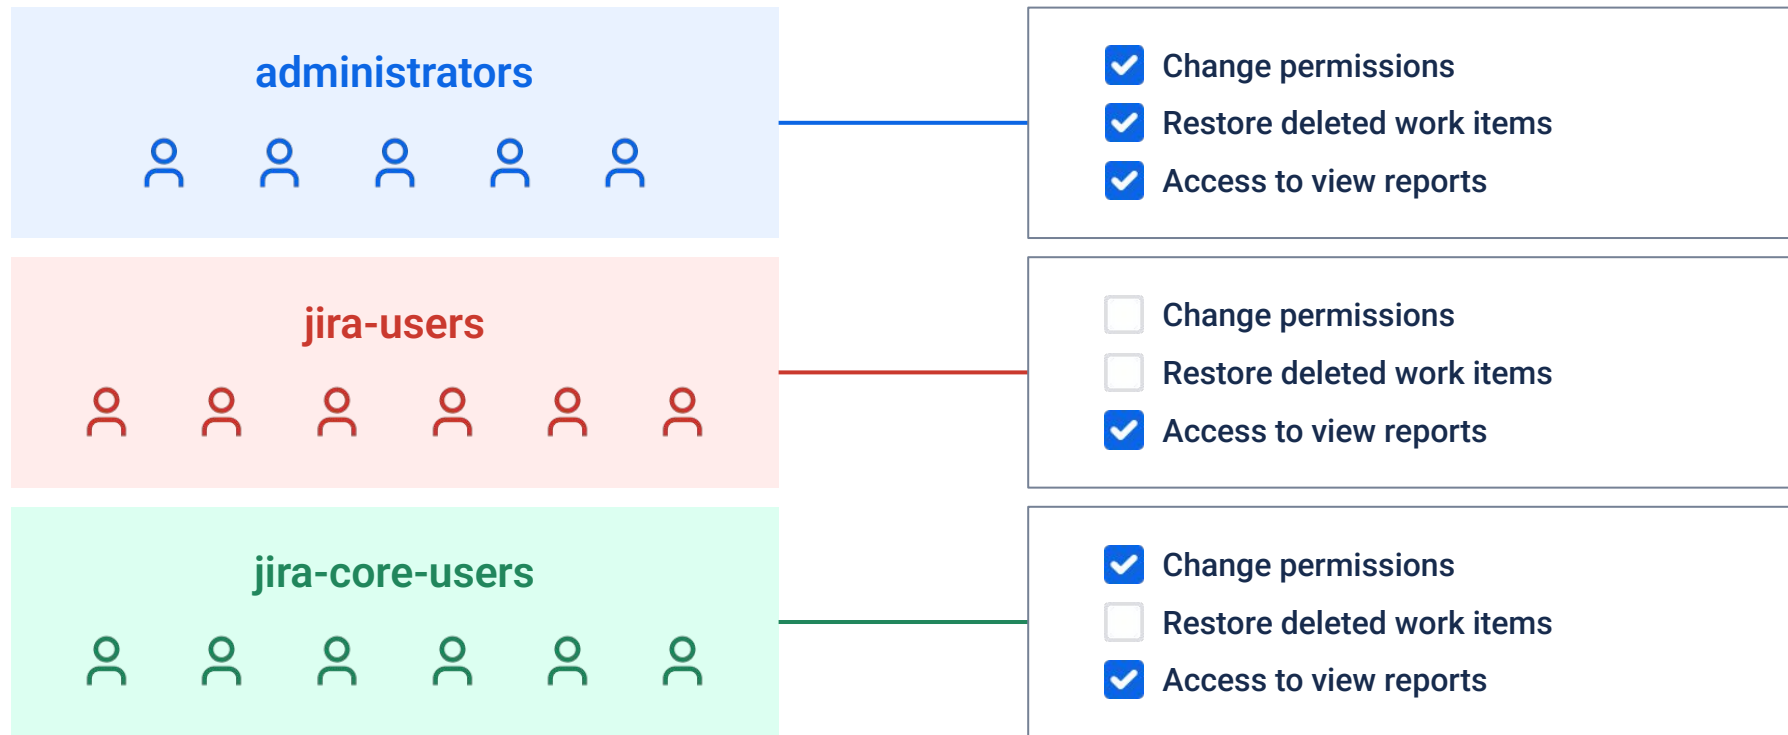 administrators
Change permissions
Restore deleted work items
Access to view reports
jira-users
Change permissions
Restore deleted work items
Access to view reports
jira-core-users
Change permissions
Restore deleted work items
Access to view reports